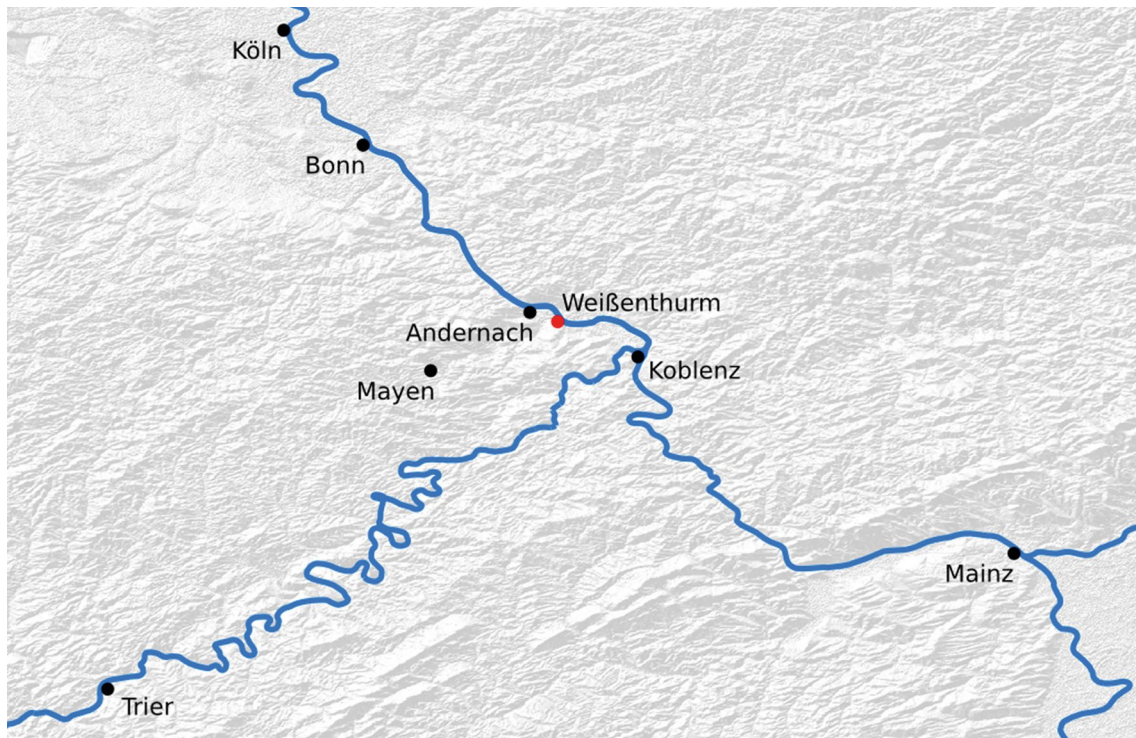 Köln
Bonn
Weißenthurm
Andernach
Koblenz
Mayen
Mainz
Trier